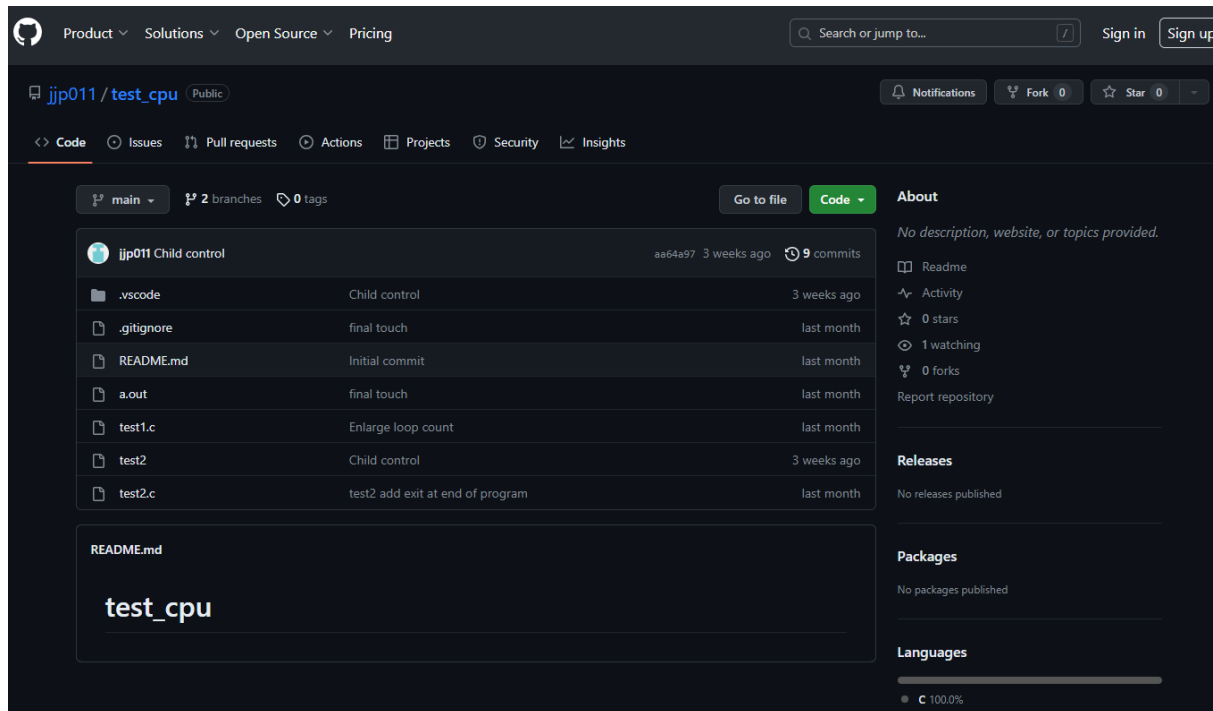 Product Solutions Open Source Pricing Search or jump to... / Sign in Sign up
jjp011 / test_cpu Public Notifications Fork 0 Star 0
Code Issues Pull requests Actions Projects Security Insights
main 2 branches 0 tags Go to file Code
jjp011 Child control aa64a97 3 weeks ago 9 commits
.vscode Child control 3 weeks ago
.gitignore final touch last month
README.md Initial commit last month
a.out final touch last month
test1.c Enlarge loop count last month
test2 Child control 3 weeks ago
test2.c test2 add exit at end of program last month
README.md
test_cpu
About
No description, website, or topics provided.
Readme
Activity
0 stars
1 watching
0 forks
Report repository
Releases
No releases published
Packages
No packages published
Languages
C 100.0%